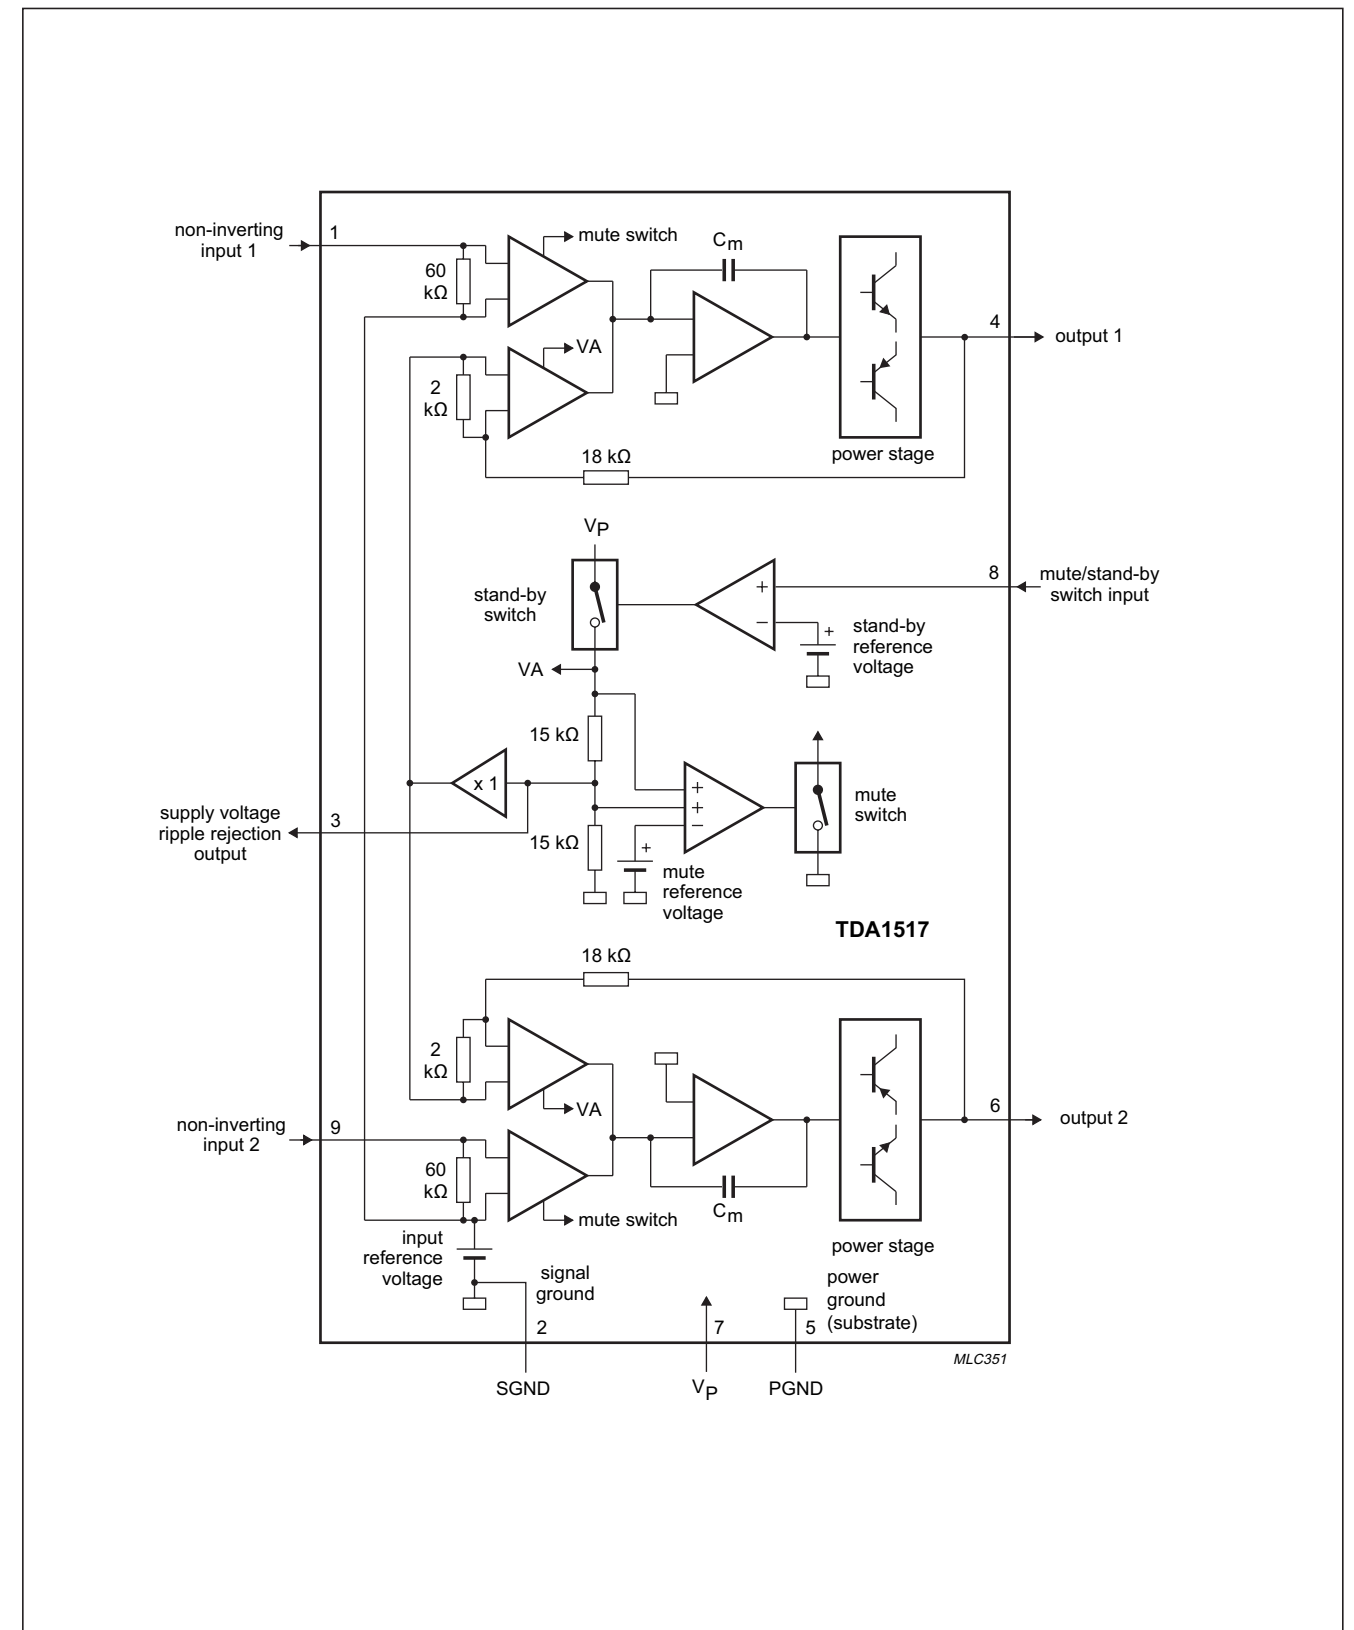 non-inverting
input 1
1
60
kΩ
mute switch
Cm
VA
2
kΩ
18 kΩ
power stage
4
output 1
VP
stand-by
switch
+
−
8
mute/stand-by
switch input
+
stand-by
reference
voltage
VA
15 kΩ
x 1
+
+
−
mute
switch
supply voltage
ripple rejection
output
3
15 kΩ
+
mute
reference
voltage
TDA1517
18 kΩ
2
kΩ
VA
non-inverting
input 2
9
60
kΩ
mute switch
Cm
power stage
6
output 2
input
reference
voltage
signal
ground
2
7
5
power
ground
(substrate)
MLC351
SGND
VP
PGND